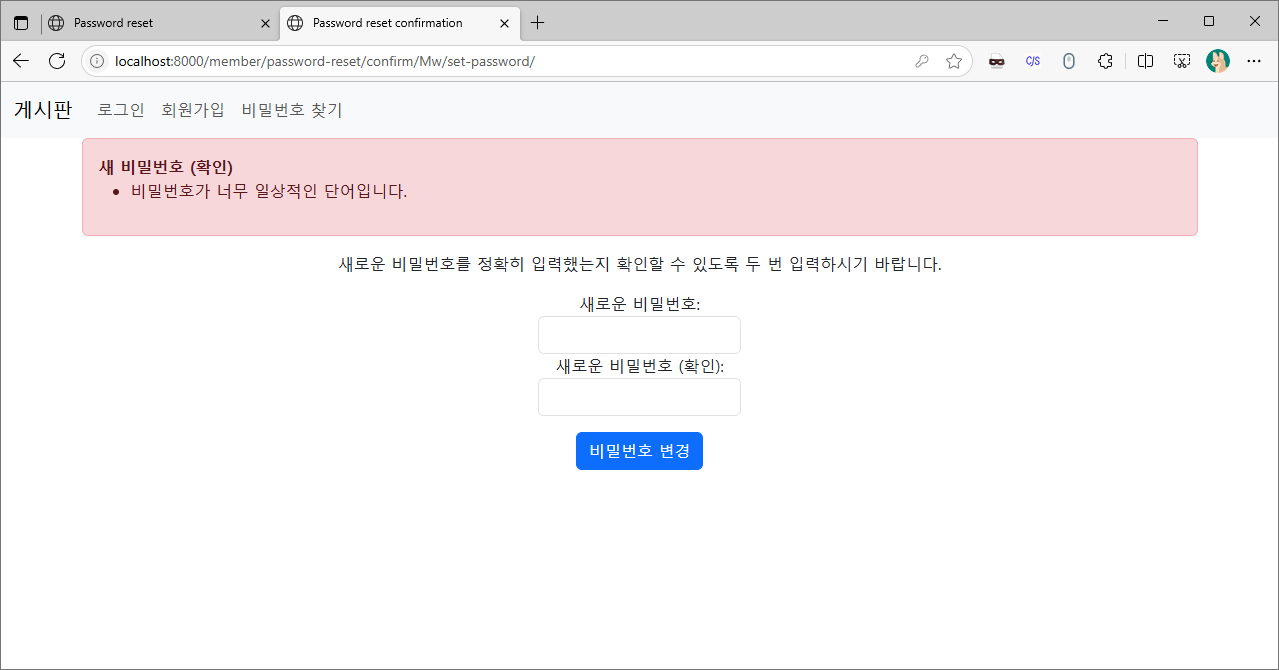 Password reset
Password reset confirmation
localhost:8000/member/password-reset/confirm/Mw/set-password/
C/S
게시판 로그인 회원가입 비밀번호 찾기
새 비밀번호 (확인)
비밀번호가 너무 일상적인 단어입니다.
새로운 비밀번호를 정확히 입력했는지 확인할 수 있도록 두 번 입력하시기 바랍니다.
새로운 비밀번호:
새로운 비밀번호 (확인):
비밀번호 변경